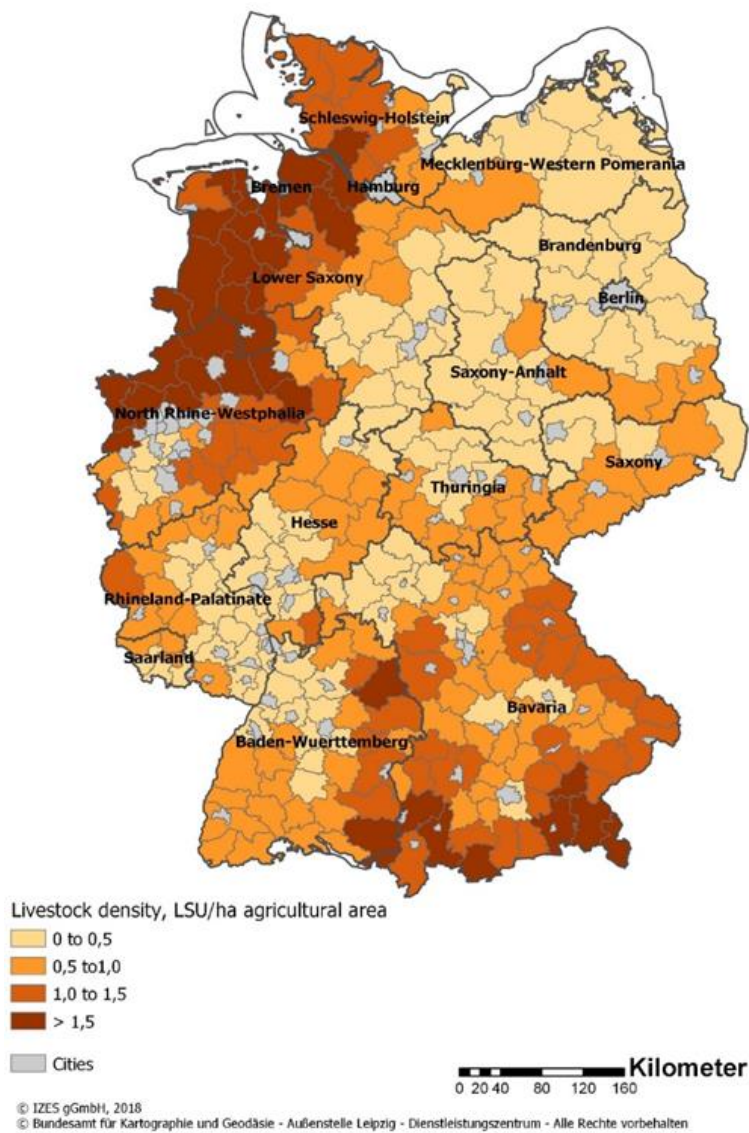 Schleswig-Holstein
Mecklenburg-Western Pomerania
Bremen
Hamburg
Brandenburg
Lower Saxony
Berlin
Saxony-Anhalt
North Rhine-Westphalia
Saxony
Thuringia
Hesse
Rhineland-Palatinate
Saarland
Bavaria
Baden-Wuerttemberg
Livestock density, LSU/ha agricultural area
0 to 0,5
0,5 to1,0
1,0 to 1,5
> 1,5
Cities
Kilometer
0 20 40 80 120 160
© IZES gGmbH, 2018
© Bundesamt für Kartographie und Geodäsie - Außenstelle Leipzig - Dienstleistungszentrum - Alle Rechte vorbehalten